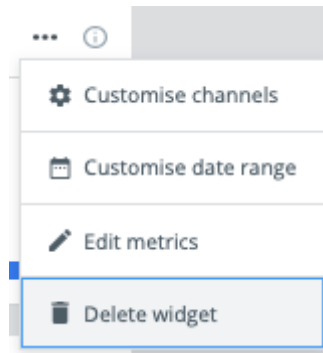 Customise channels
Customise date range
Edit metrics
Delete widget